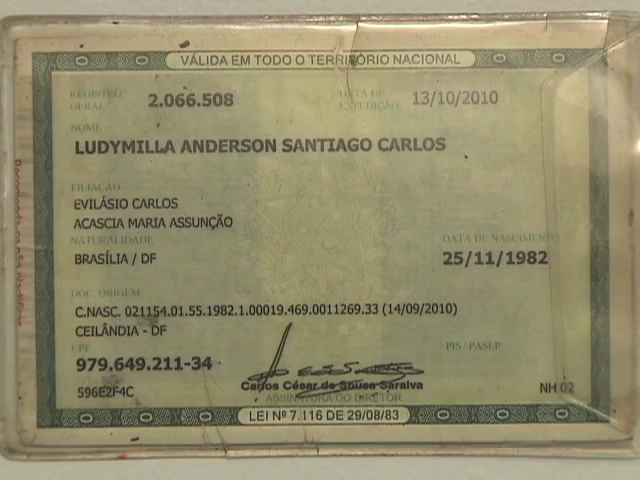 VÁLIDA EM TODO O TERRITÓRIO NACIONAL
REGISTRO GERAL 2.066.508 DATA DE EXPEDIÇÃO 13/10/2010
NOME
LUDYMILLA ANDERSON SANTIAGO CARLOS
FILIAÇÃO
EVILÁSIO CARLOS
ACASCIA MARIA ASSUNÇÃO
NATURALIDADE DATA DE NASCIMENTO
BRASÍLIA / DF 25/11/1982
DOC. ORIGEM
C.NASC. 021154.01.55.1982.1.00019.469.0011269.33 (14/09/2010)
CEILÂNDIA - DF
CPF PIS/PASEP
979.649.211-34
596E2F4C Carlos César de Sousa Saraiva NH 02
ASSINATURA DO DIRETOR
LEI Nº 7.116 DE 29/08/83